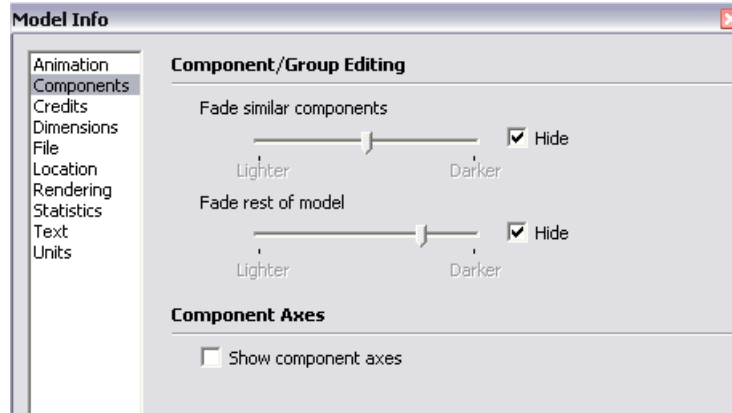 Model Info
Animation
Components
Credits
Dimensions
File
Location
Rendering
Statistics
Text
Units
Component/Group Editing
Fade similar components
Hide
Lighter Darker
Fade rest of model
Hide
Lighter Darker
Component Axes
Show component axes